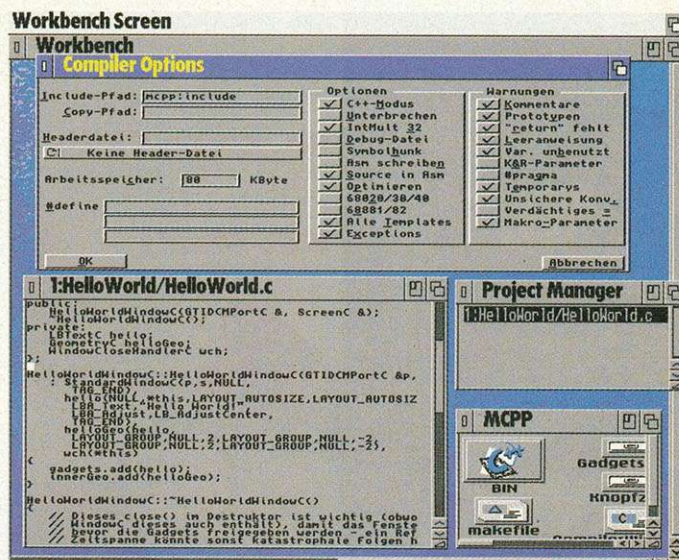 Workbench Screen
Workbench
Compiler Options
Include-Pfad: mcpp:include
Copy-Pfad:
Headerdatei:
Keine Header-Datei
Arbeitsspeicher: 80 KByte
#define
Optionen
C++-Modus
Unterbrechen
IntMult 32
Debug-Datei
Symbolhunk
Asm schreiben
Source in Asm
Optimieren
68020/30/40
68881/82
Alle Templates
Exceptions
Warnungen
Kommentare
Prototypen
"return" fehlt
Leeranweisung
Var. unbenutzt
K&R-Parameter
#pragma
Temporarys
Unsichere Konv.
Verdächtiges =
Makro-Parameter
OK
Abbrechen
1:HelloWorld/HelloWorld.c
public:
HelloWorldWindowC(GTIDCMPortC &, ScreenC &);
~HelloWorldWindowC();
private:
LBTextC hello;
GeometryC helloGeo;
WindowCloseHandlerC wch;
};
HelloWorldWindowC::HelloWorldWindowC(GTIDCMPortC &p,
: StandardWindowC(p,s,NULL,
TAG_END),
hello(NULL,*this,LAYOUT_AUTOSIZE,LAYOUT_AUTOSIZ
LBA_Text,"Hello World!",
LBA_Adjust,LB_AdjustCenter,
TAG_END),
helloGeo(hello,
LAYOUT_GROUP,NULL,2,LAYOUT_GROUP,NULL,-2,
LAYOUT_GROUP,NULL,2,LAYOUT_GROUP,NULL,-2),
wch(*this)
{
gadgets.add(hello);
innerGeo.add(helloGeo);
}
HelloWorldWindowC::~HelloWorldWindowC()
{
// Dieses close() im Destruktor ist wichtig (obwo
// WindowC dieses auch enthält), damit das Fenste
// bevor die Gadgets freigegeben werden - ein Ref
// Zeitspanne könnte sonst katastrophale Folgen h
Project Manager
1:HelloWorld/HelloWorld.c
MCPP
BIN
Gadgets
Knopfz
makefile